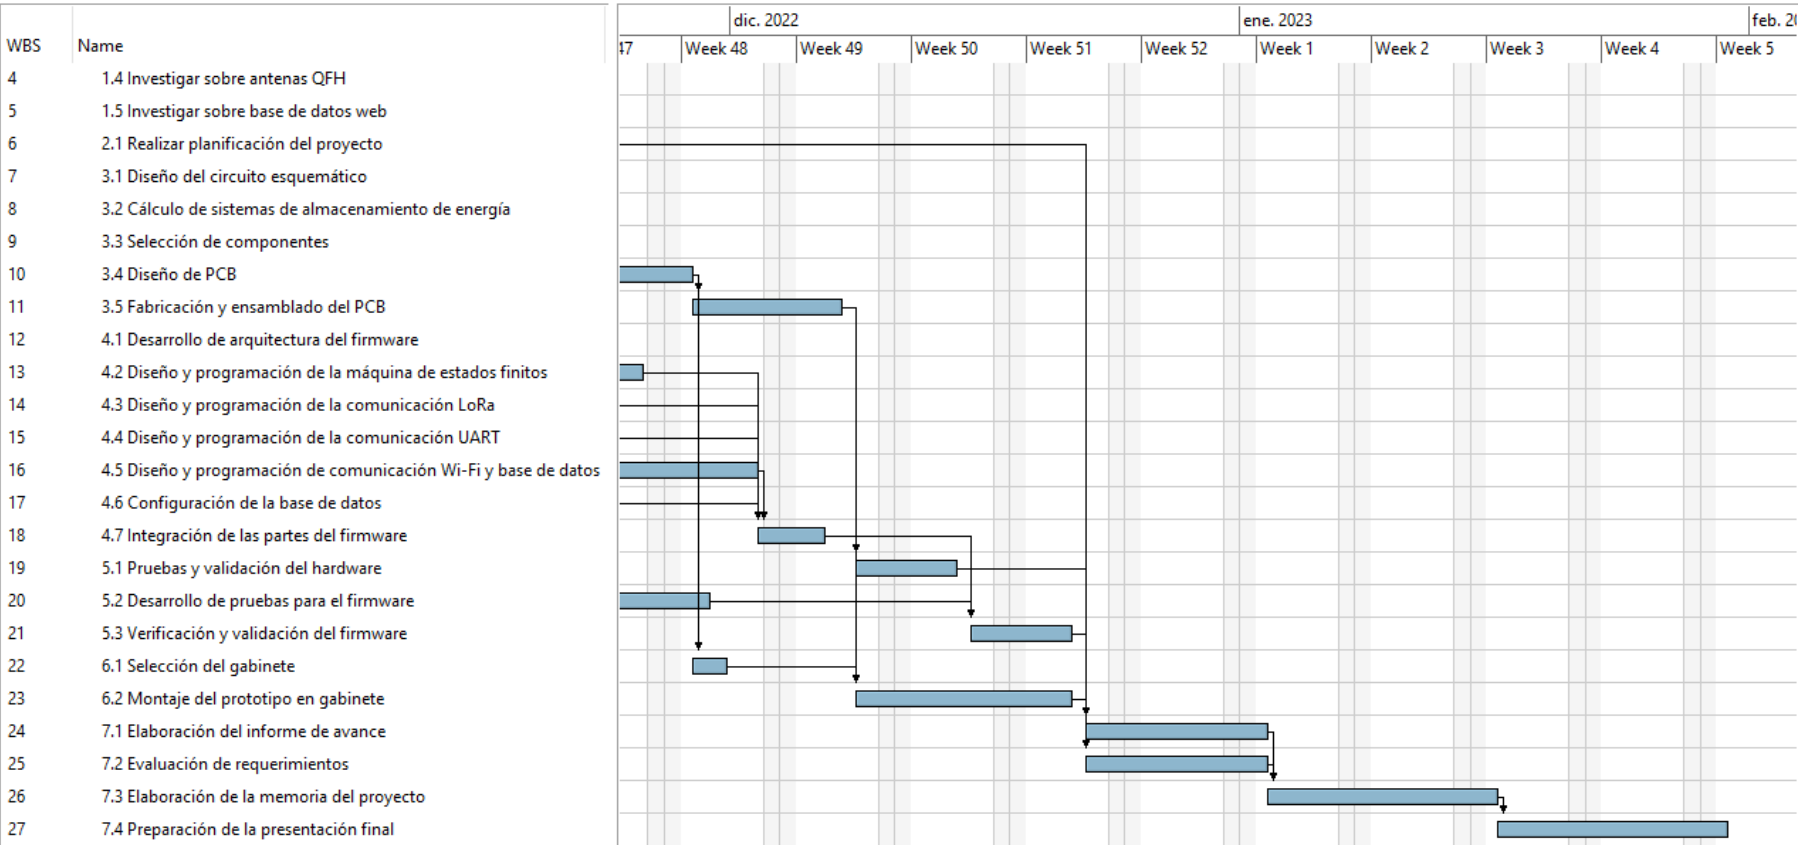 dic. 2022 ene. 2023 feb. 20
WBS Name 47 Week 48 Week 49 Week 50 Week 51 Week 52 Week 1 Week 2 Week 3 Week 4 Week 5
4 1.4 Investigar sobre antenas QFH
5 1.5 Investigar sobre base de datos web
6 2.1 Realizar planificación del proyecto
7 3.1 Diseño del circuito esquemático
8 3.2 Cálculo de sistemas de almacenamiento de energía
9 3.3 Selección de componentes
10 3.4 Diseño de PCB
11 3.5 Fabricación y ensamblado del PCB
12 4.1 Desarrollo de arquitectura del firmware
13 4.2 Diseño y programación de la máquina de estados finitos
14 4.3 Diseño y programación de la comunicación LoRa
15 4.4 Diseño y programación de la comunicación UART
16 4.5 Diseño y programación de comunicación Wi-Fi y base de datos
17 4.6 Configuración de la base de datos
18 4.7 Integración de las partes del firmware
19 5.1 Pruebas y validación del hardware
20 5.2 Desarrollo de pruebas para el firmware
21 5.3 Verificación y validación del firmware
22 6.1 Selección del gabinete
23 6.2 Montaje del prototipo en gabinete
24 7.1 Elaboración del informe de avance
25 7.2 Evaluación de requerimientos
26 7.3 Elaboración de la memoria del proyecto
27 7.4 Preparación de la presentación final